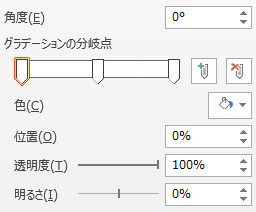 角度(E) 0º
グラデーションの分岐点
色(C)
位置(O) 0%
透明度(T) 100%
明るさ(I) 0%